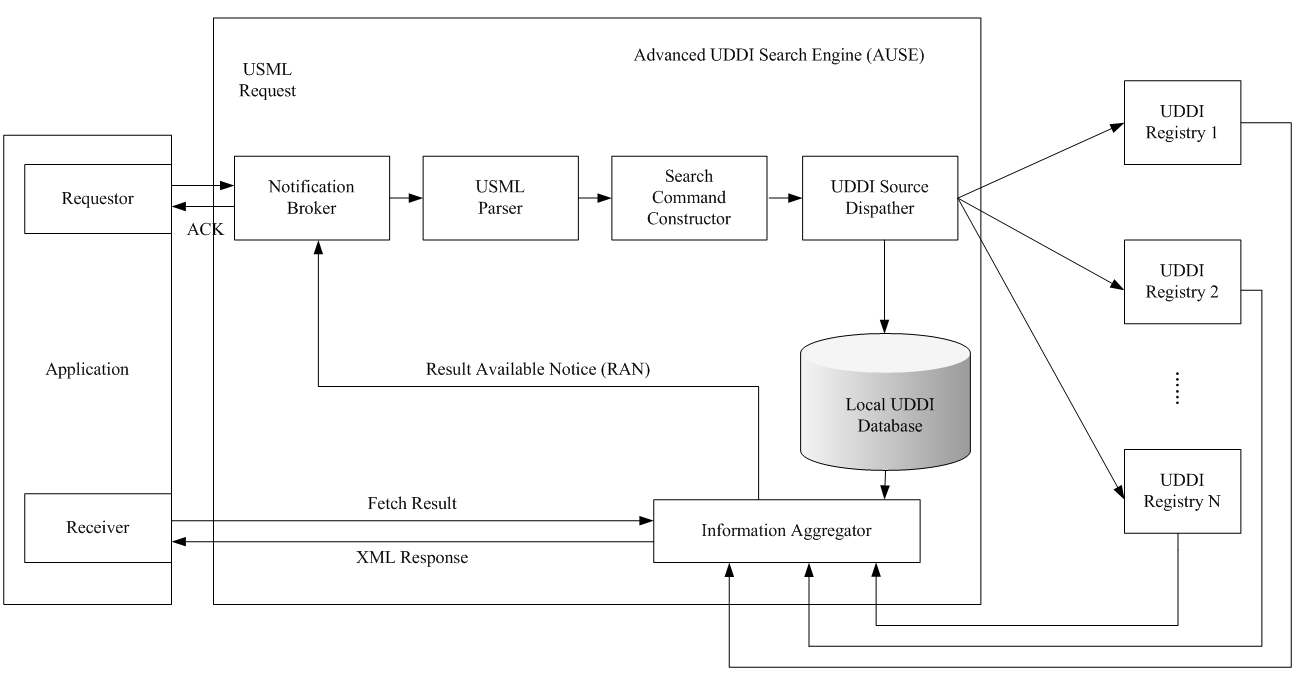 Advanced UDDI Search Engine (AUSE)
USML
Request
UDDI
Registry 1
Requestor
Notification
Broker
USML
Parser
Search
Command
Constructor
UDDI Source
Dispather
ACK
UDDI
Registry 2
Application
Result Available Notice (RAN)
Local UDDI
Database
UDDI
Registry N
Receiver
Fetch Result
Information Aggregator
XML Response